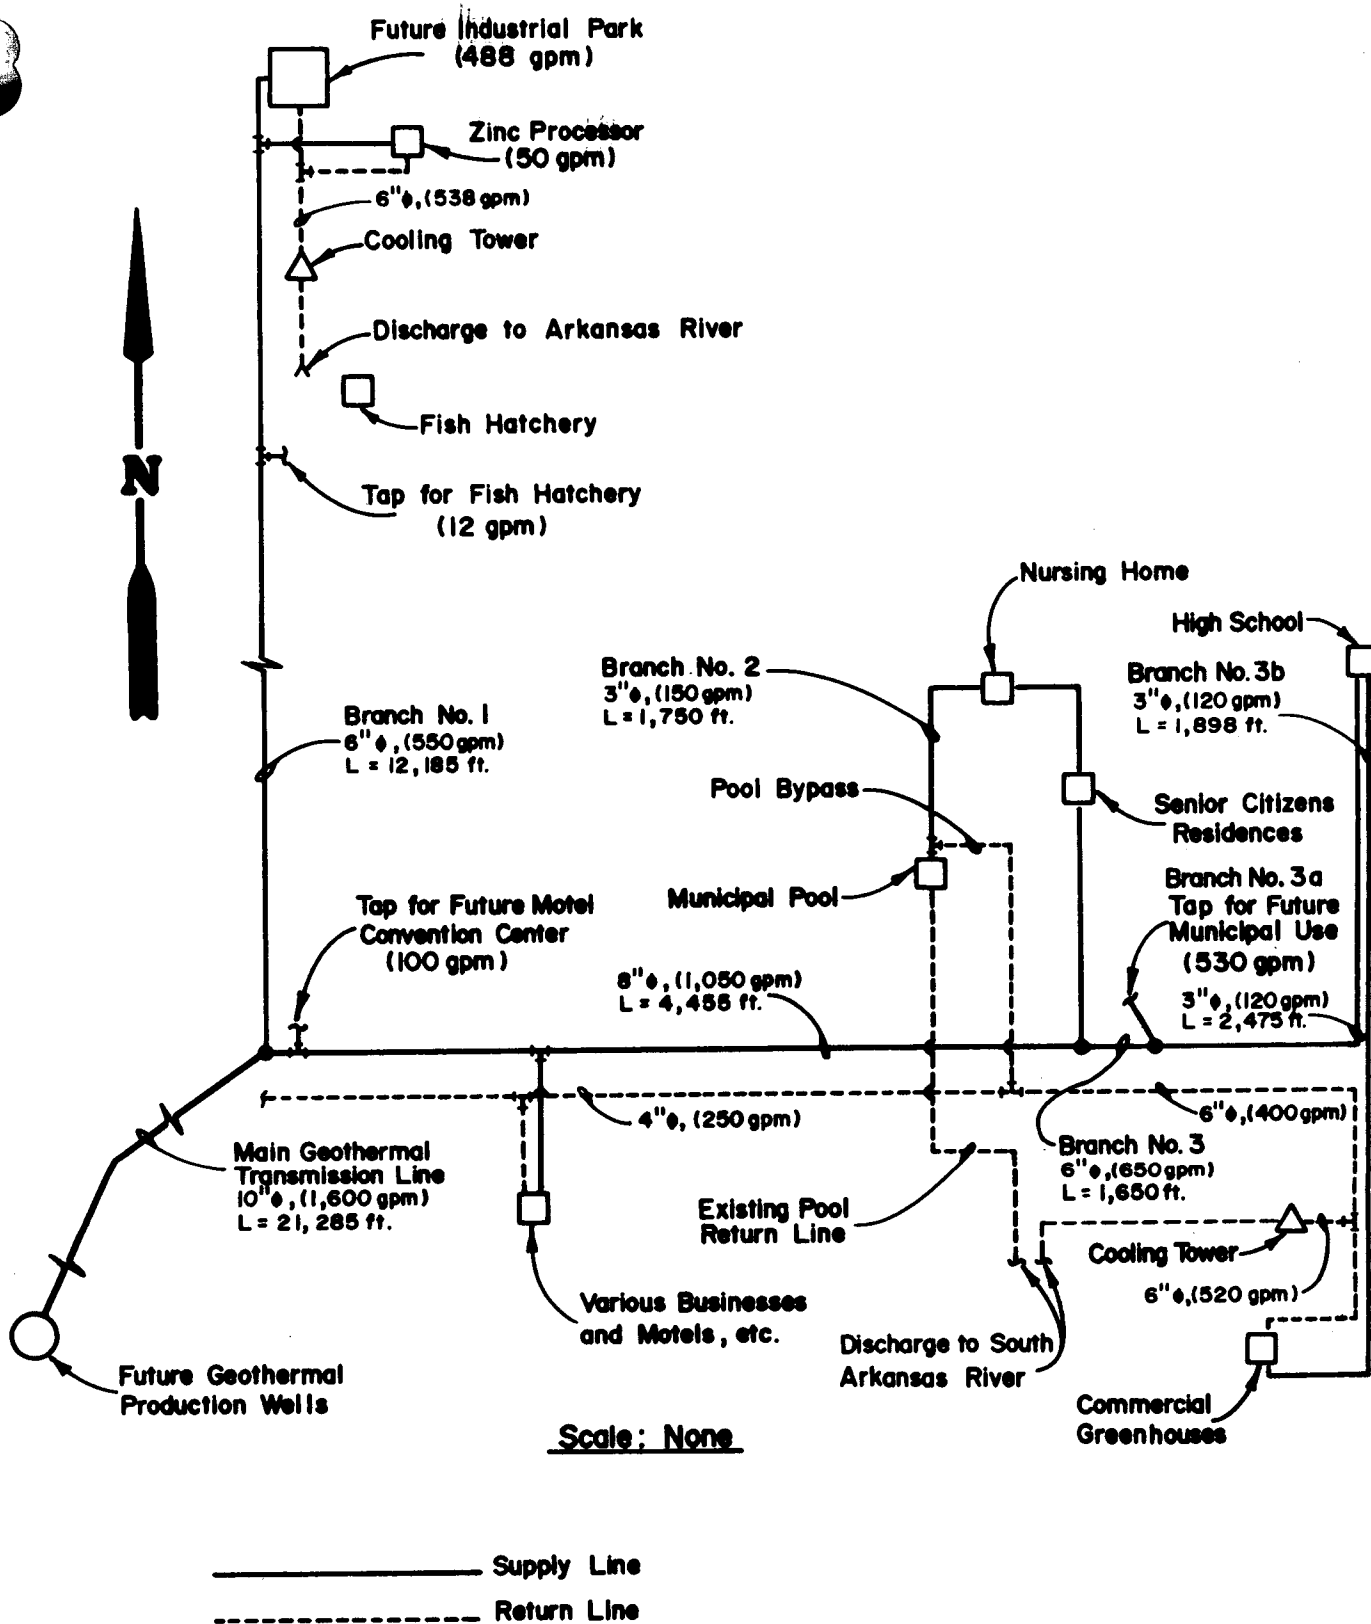 Future Industrial Park
(488 gpm)
Zinc Processor
(50 gpm)
6"ϕ,(538 gpm)
Cooling Tower
Discharge to Arkansas River
Fish Hatchery
N
Tap for Fish Hatchery
(12 gpm)
Nursing Home
High School
Branch No. 2
3"ϕ,(150 gpm)
L = 1,750 ft.
Branch No. 3b
3"ϕ,(120 gpm)
L = 1,898 ft.
Branch No. 1
6"ϕ,(550 gpm)
L = 12,185 ft.
Pool Bypass
Senior Citizens
Residences
Municipal Pool
Branch No. 3a
Tap for Future
Municipal Use
(530 gpm)
Tap for Future Motel
Convention Center
(100 gpm)
8"ϕ,(1,050 gpm)
L = 4,455 ft.
3"ϕ,(120 gpm)
L = 2,475 ft.
4"ϕ, (250 gpm)
6"ϕ,(400 gpm)
Main Geothermal
Transmission Line
10"ϕ,(1,600 gpm)
L = 21,285 ft.
Branch No. 3
6"ϕ,(650 gpm)
L = 1,650 ft.
Existing Pool
Return Line
Cooling Tower
6"ϕ,(520 gpm)
Various Businesses
and Motels, etc.
Discharge to South
Arkansas River
Future Geothermal
Production Wells
Commercial
Greenhouses
Scale: None
Supply Line
Return Line